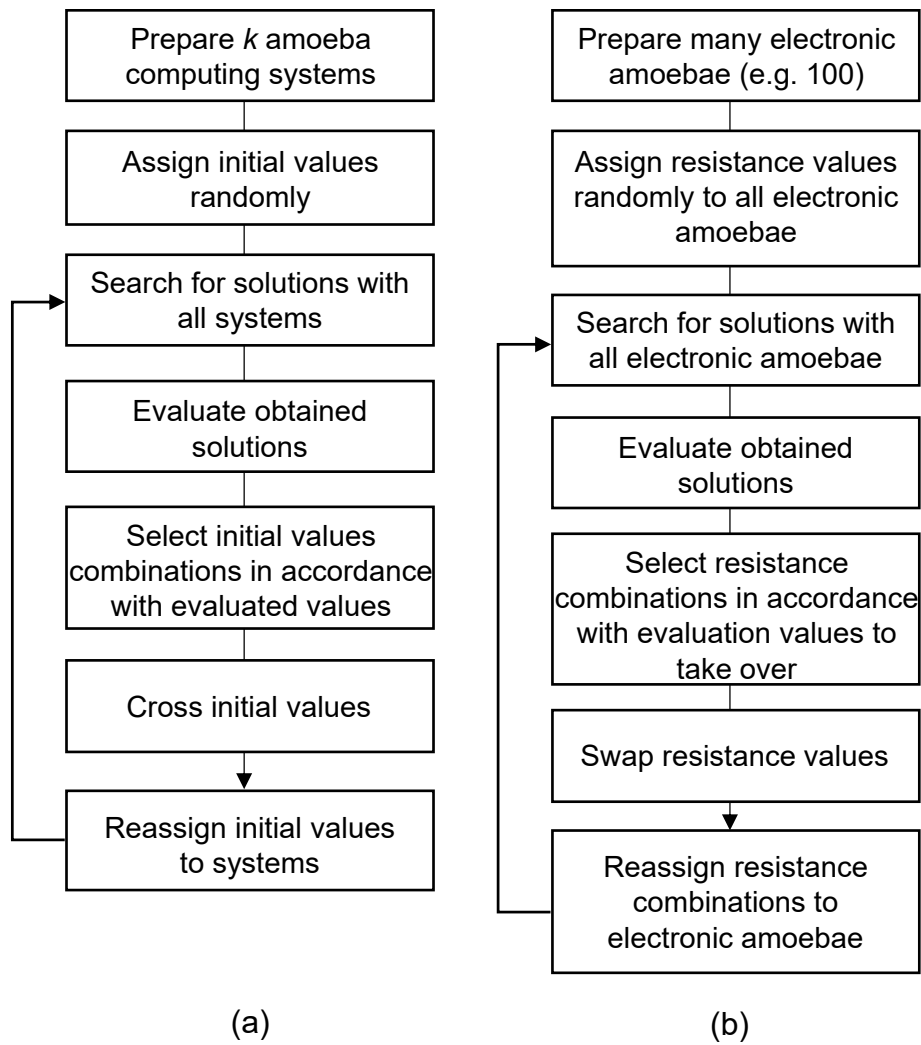 Prepare k amoeba
computing systems
Assign initial values
randomly
Search for solutions with
all systems
Evaluate obtained
solutions
Select initial values
combinations in accordance
with evaluated values
Cross initial values
Reassign initial values
to systems
(a)
Prepare many electronic
amoebae (e.g. 100)
Assign resistance values
randomly to all electronic
amoebae
Search for solutions with
all electronic amoebae
Evaluate obtained
solutions
Select resistance
combinations in accordance
with evaluation values to
take over
Swap resistance values
Reassign resistance
combinations to
electronic amoebae
(b)